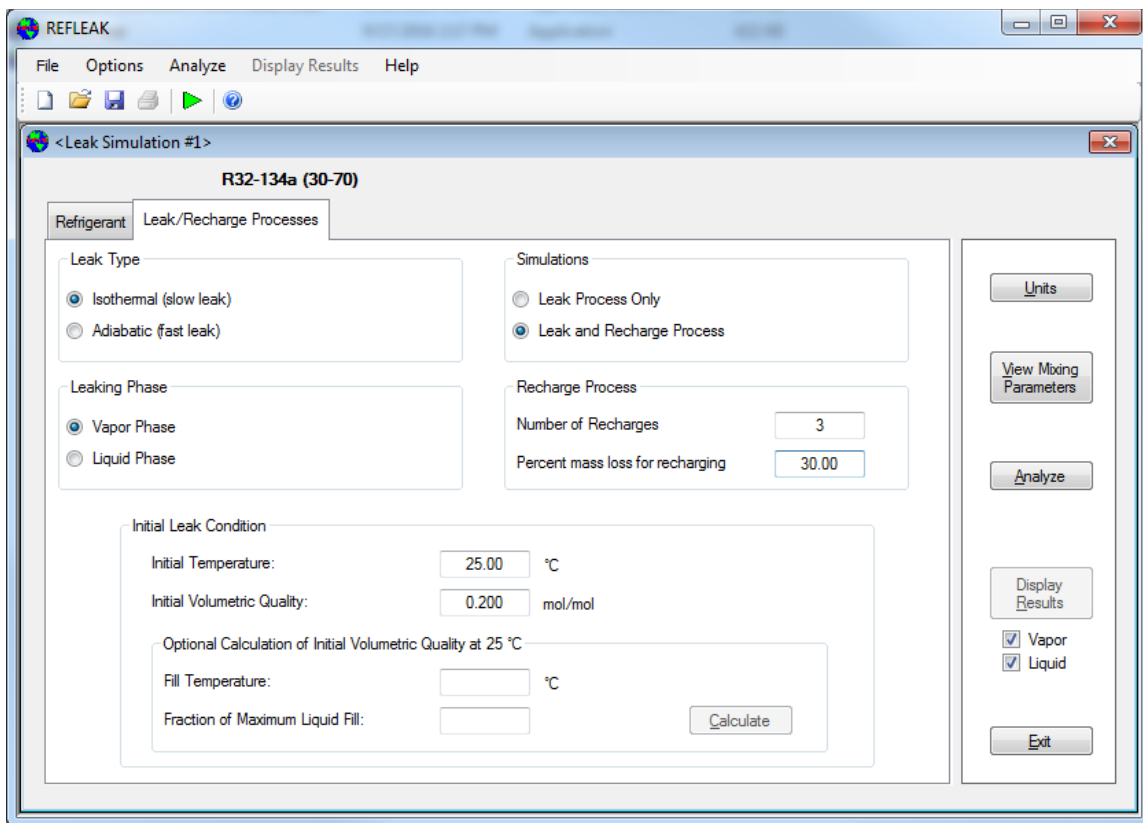 REFLEAK
File Options Analyze Display Results Help
<Leak Simulation #1>
R32-134a (30-70)
Refrigerant Leak/Recharge Processes
Leak Type
Isothermal (slow leak)
Adiabatic (fast leak)
Simulations
Leak Process Only
Leak and Recharge Process
Leaking Phase
Vapor Phase
Liquid Phase
Recharge Process
Number of Recharges 3
Percent mass loss for recharging 30.00
Initial Leak Condition
Initial Temperature: 25.00 °C
Initial Volumetric Quality: 0.200 mol/mol
Optional Calculation of Initial Volumetric Quality at 25 °C
Fill Temperature: °C
Fraction of Maximum Liquid Fill: Calculate
Units
View Mixing
Parameters
Analyze
Display
Results
Vapor
Liquid
Exit